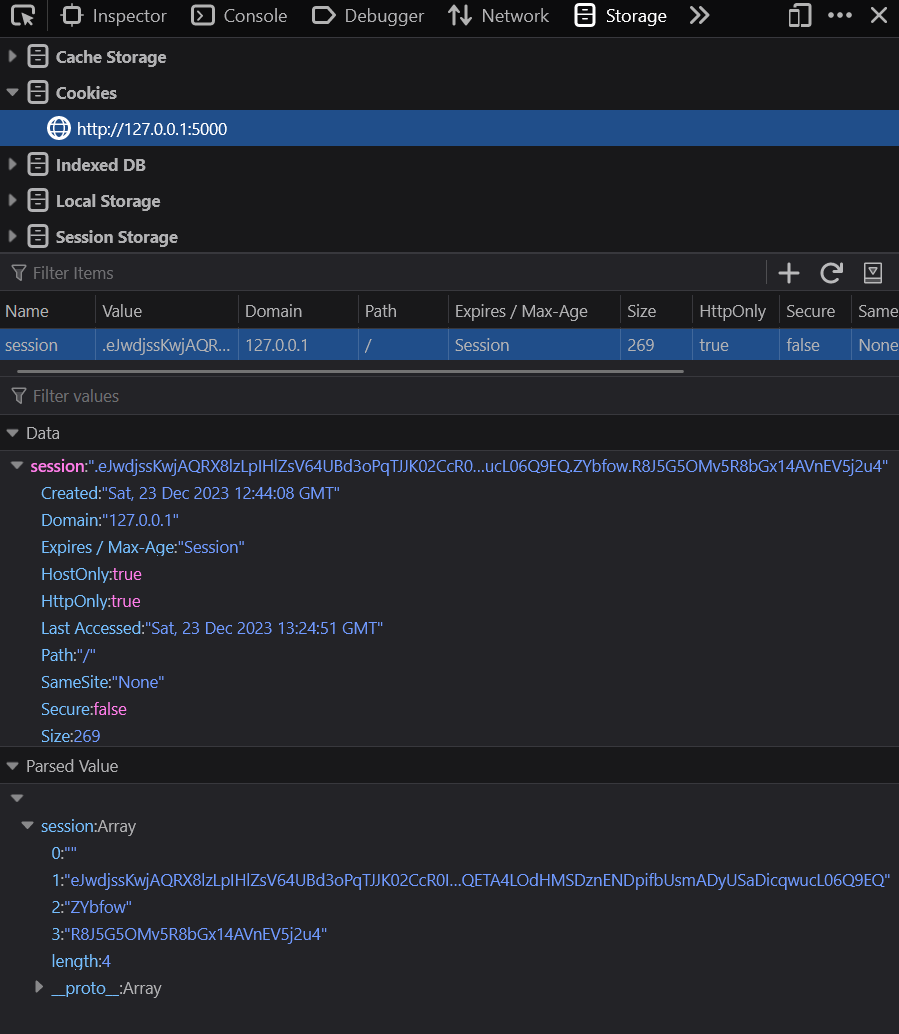 Inspector Console Debugger Network Storage
Cache Storage
Cookies
http://127.0.0.1:5000
Indexed DB
Local Storage
Session Storage
Filter Items
Name Value Domain Path Expires / Max-Age Size HttpOnly Secure Same
session .eJwdjssKwjAQR... 127.0.0.1 / Session 269 true false None
Filter values
Data
session:".eJwdjssKwjAQRX8lzLpIHlZsV64UBd3oPqTJJK02CcR0...ucL06Q9EQ.ZYbfow.R8J5G5OMv5R8bGx14AVnEV5j2u4"
Created:"Sat, 23 Dec 2023 12:44:08 GMT"
Domain:"127.0.0.1"
Expires / Max-Age:"Session"
HostOnly:true
HttpOnly:true
Last Accessed:"Sat, 23 Dec 2023 13:24:51 GMT"
Path:"/"
SameSite:"None"
Secure:false
Size:269
Parsed Value
session:Array
0:""
1:"eJwdjssKwjAQRX8lzLpIHlZsV64UBd3oPqTJJK02CcR0I...QETA4LOdHMSDznENDpifbUsmADyUSaDicqwucL06Q9EQ"
2:"ZYbfow"
3:"R8J5G5OMv5R8bGx14AVnEV5j2u4"
length:4
__proto__:Array